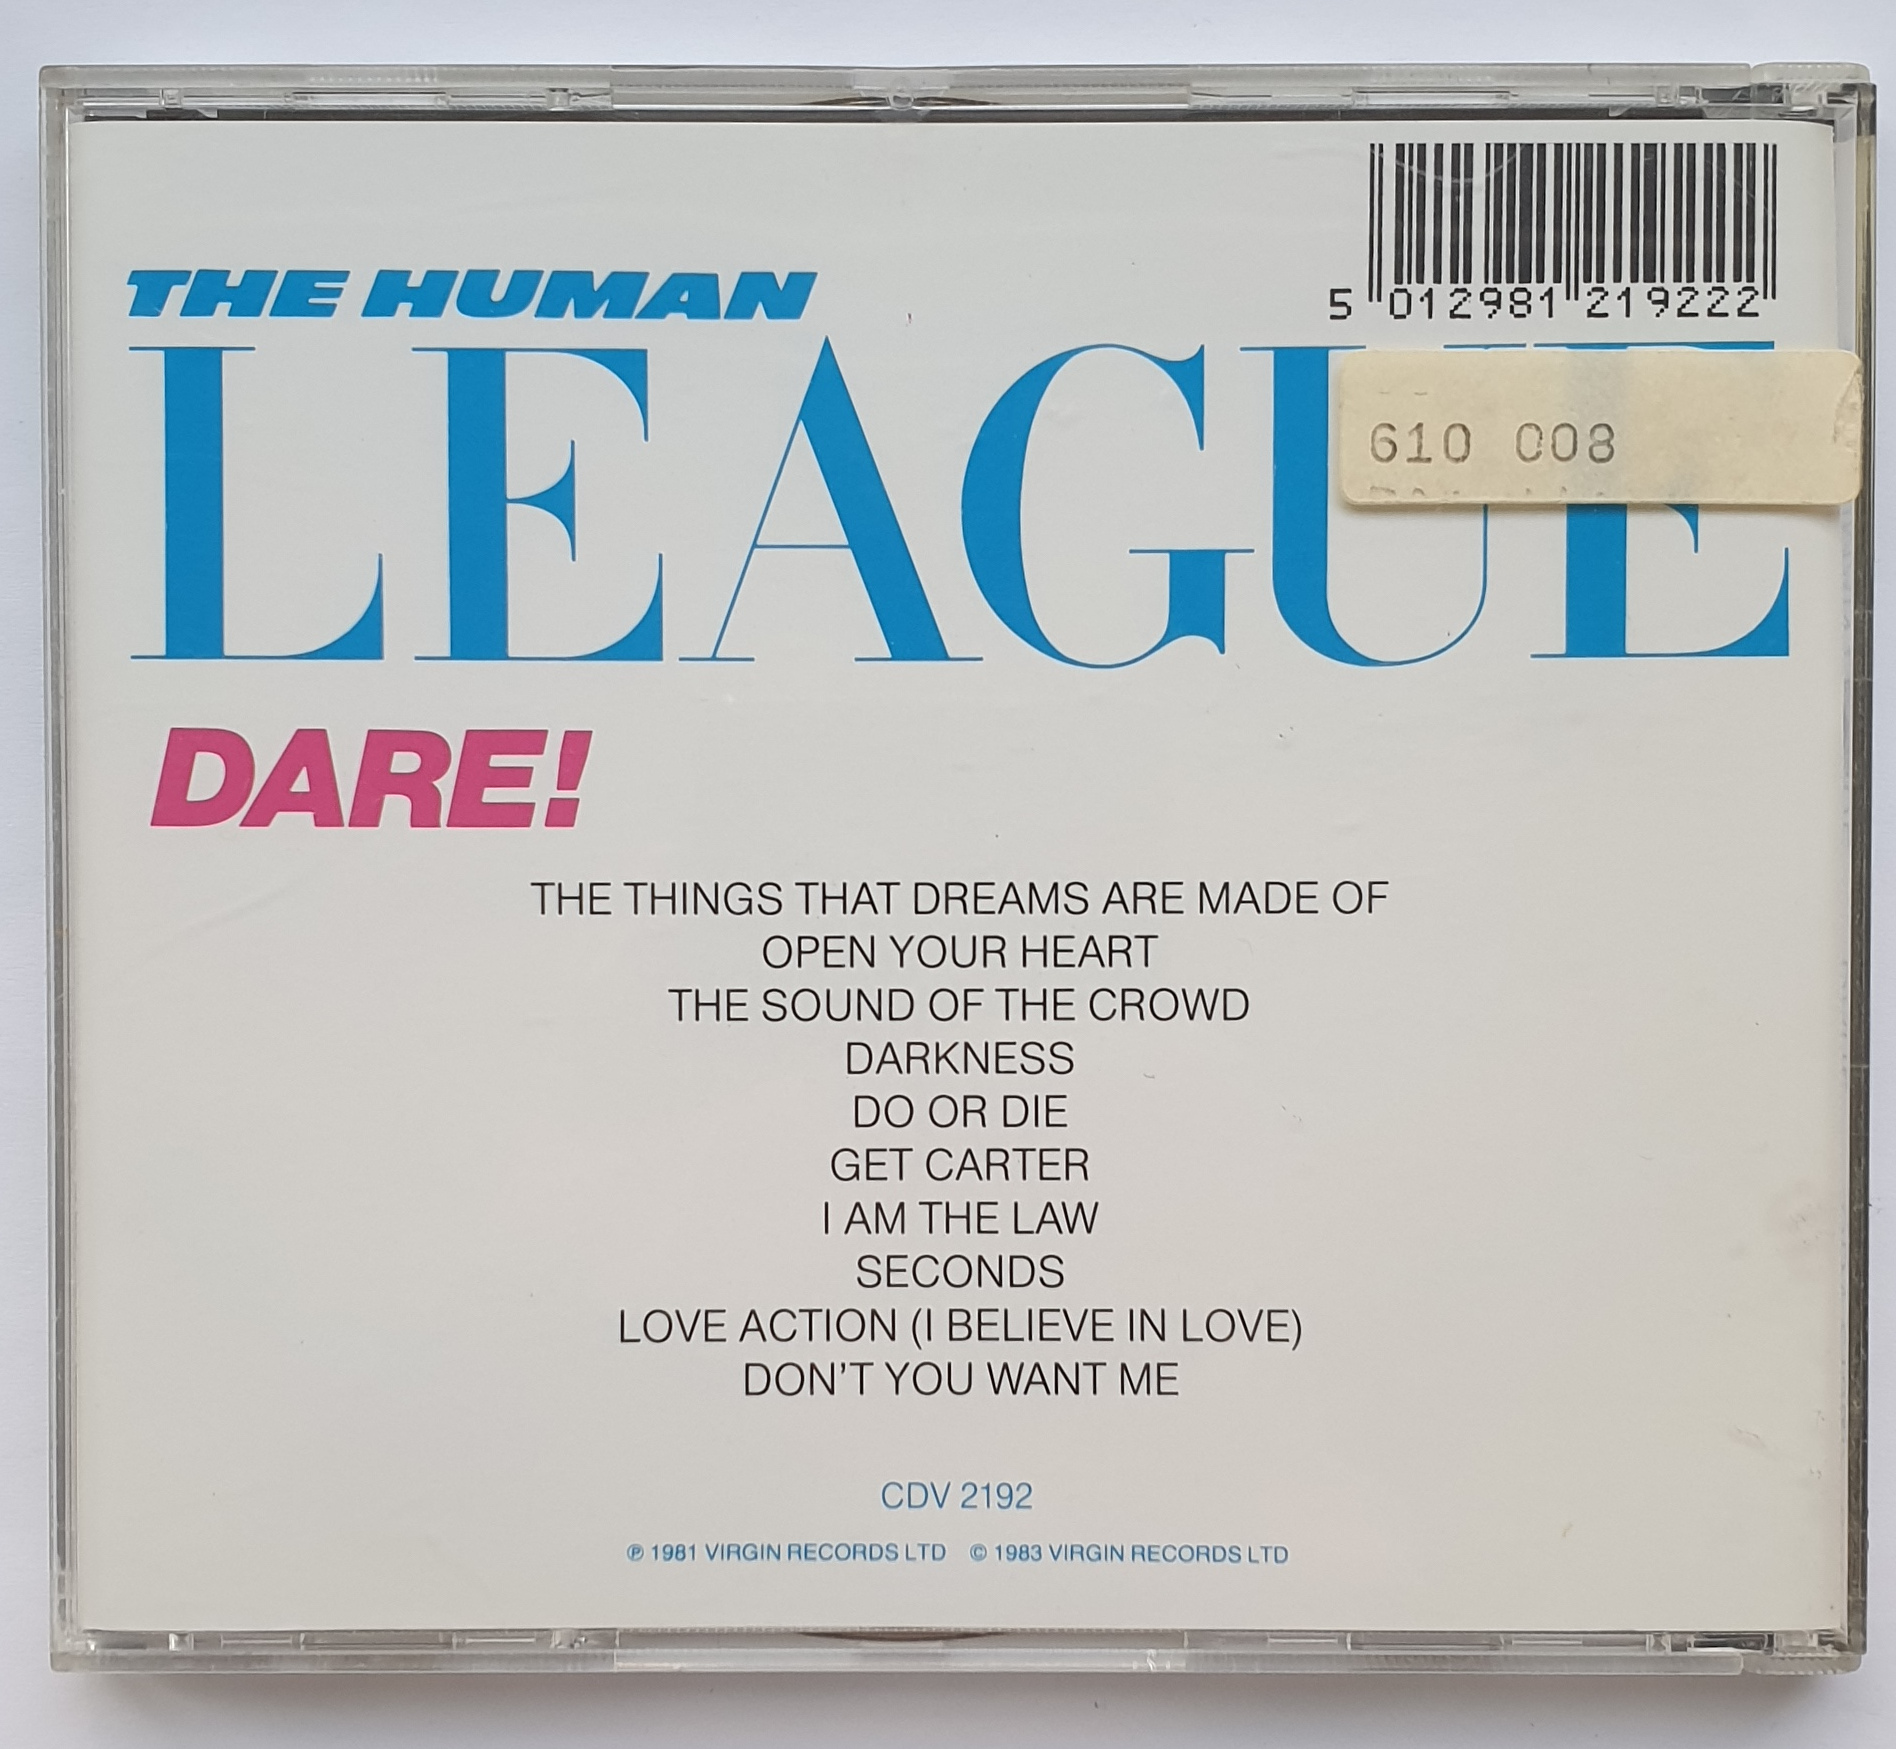 5 012981 219222
THE HUMAN
LEAGUE
610 008
DARE!
THE THINGS THAT DREAMS ARE MADE OF
OPEN YOUR HEART
THE SOUND OF THE CROWD
DARKNESS
DO OR DIE
GET CARTER
I AM THE LAW
SECONDS
LOVE ACTION (I BELIEVE IN LOVE)
DON'T YOU WANT ME
CDV 2192
℗ 1981 VIRGIN RECORDS LTD © 1983 VIRGIN RECORDS LTD